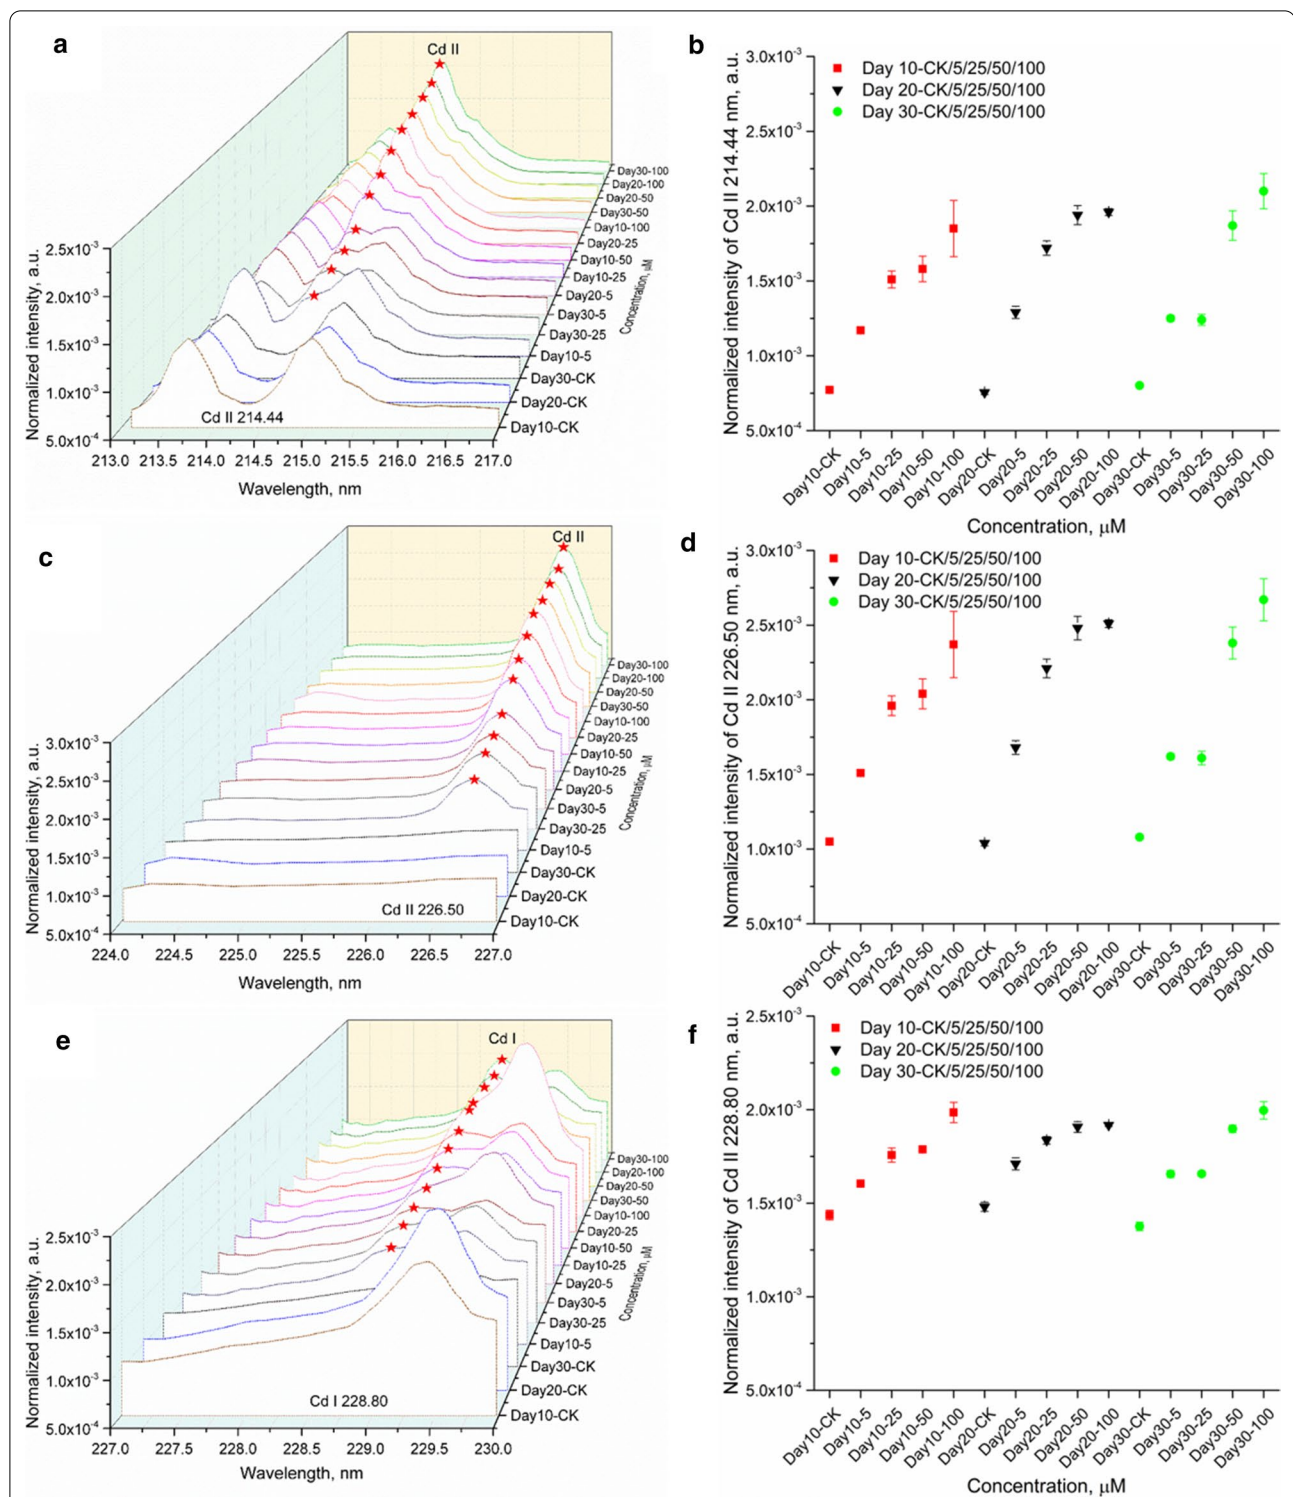 a
Cd II
2.5x10⁻³
2.0x10⁻³
1.5x10⁻³
1.0x10⁻³
5.0x10⁻⁴
Normalized intensity, a.u.
Cd II 214.44
213.0 213.5 214.0 214.5 215.0 215.5 216.0 216.5 217.0
Wavelength, nm
Day30-100
Day20-100
Day20-50
Day30-50
Day10-100
Day20-25
Day10-50
Day10-25
Day20-5
Day30-5
Day30-25
Day10-5
Day30-CK
Day20-CK
Day10-CK
Concentration, μM
b
3.0x10⁻³
2.5x10⁻³
2.0x10⁻³
1.5x10⁻³
1.0x10⁻³
5.0x10⁻⁴
Normalized intensity of Cd II 214.44 nm, a.u.
Day 10-CK/5/25/50/100
Day 20-CK/5/25/50/100
Day 30-CK/5/25/50/100
Day10-CK
Day10-5
Day10-25
Day10-50
Day10-100
Day20-CK
Day20-5
Day20-25
Day20-50
Day20-100
Day30-CK
Day30-5
Day30-25
Day30-50
Day30-100
Concentration, μM
c
Cd II
3.0x10⁻³
2.5x10⁻³
2.0x10⁻³
1.5x10⁻³
1.0x10⁻³
5.0x10⁻⁴
Normalized intensity, a.u.
Cd II 226.50
224.0 224.5 225.0 225.5 226.0 226.5 227.0
Wavelength, nm
Day30-100
Day20-100
Day20-50
Day30-50
Day10-100
Day20-25
Day10-50
Day10-25
Day20-5
Day30-5
Day30-25
Day10-5
Day30-CK
Day20-CK
Day10-CK
Concentration, μM
d
3.0x10⁻³
2.5x10⁻³
2.0x10⁻³
1.5x10⁻³
1.0x10⁻³
5.0x10⁻⁴
Normalized intensity of Cd II 226.50 nm, a.u.
Day 10-CK/5/25/50/100
Day 20-CK/5/25/50/100
Day 30-CK/5/25/50/100
Day10-CK
Day10-5
Day10-25
Day10-50
Day10-100
Day20-CK
Day20-5
Day20-25
Day20-50
Day20-100
Day30-CK
Day30-5
Day30-25
Day30-50
Day30-100
e
Cd I
2.5x10⁻³
2.0x10⁻³
1.5x10⁻³
1.0x10⁻³
5.0x10⁻⁴
Normalized intensity, a.u.
Cd I 228.80
227.0 227.5 228.0 228.5 229.0 229.5 230.0
Wavelength, nm
Day30-100
Day20-100
Day20-50
Day30-50
Day10-100
Day20-25
Day10-50
Day10-25
Day20-5
Day30-5
Day30-25
Day10-5
Day30-CK
Day20-CK
Day10-CK
Concentration, μM
f
2.5x10⁻³
2.0x10⁻³
1.5x10⁻³
1.0x10⁻³
5.0x10⁻⁴
Normalized intensity of Cd II 228.80 nm, a.u.
Day 10-CK/5/25/50/100
Day 20-CK/5/25/50/100
Day 30-CK/5/25/50/100
Day10-CK
Day10-5
Day10-25
Day10-50
Day10-100
Day20-CK
Day20-5
Day20-25
Day20-50
Day20-100
Day30-CK
Day30-5
Day30-25
Day30-50
Day30-100
Concentration, μM